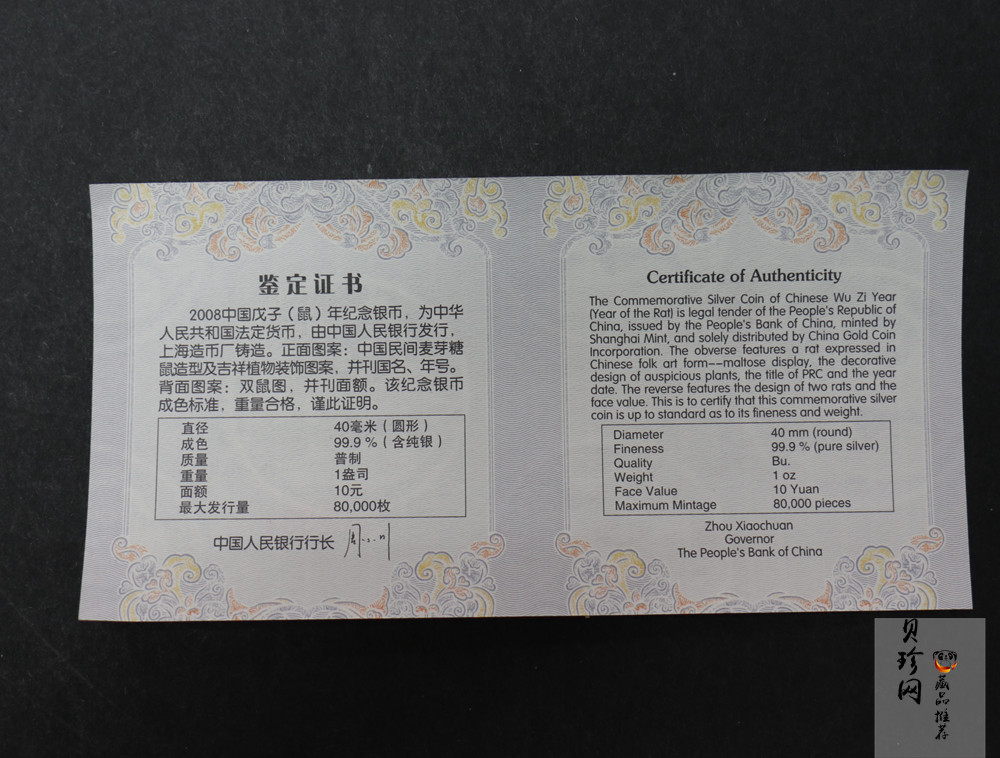 鉴定证书
2008中国戊子（鼠）年纪念银币，为中华
人民共和国法定货币，由中国人民银行发行，
上海造币厂铸造。正面图案：中国民间麦芽糖
鼠造型及吉祥植物装饰图案，并刊国名、年号。
背面图案：双鼠图，并刊面额。该纪念银币
成色标准，重量合格，谨此证明。
直径 40毫米（圆形）
成色 99.9 %（含纯银）
质量 普制
重量 1盎司
面额 10元
最大发行量 80,000枚
中国人民银行行长
Certificate of Authenticity
The Commemorative Silver Coin of Chinese Wu Zi Year
(Year of the Rat) is legal tender of the People's Republic of
China, issued by the People's Bank of China, minted by
Shanghai Mint, and solely distributed by China Gold Coin
Incorporation. The obverse features a rat expressed in
Chinese folk art form--maltose display, the decorative
design of auspicious plants, the title of PRC and the year
date. The reverse features the design of two rats and the
face value. This is to certify that this commemorative silver
coin is up to standard as to its fineness and weight.
Diameter 40 mm (round)
Fineness 99.9 % (pure silver)
Quality Bu.
Weight 1 oz
Face Value 10 Yuan
Maximum Mintage 80,000 pieces
Zhou Xiaochuan
Governor
The People's Bank of China
贝珍网
藏品推荐